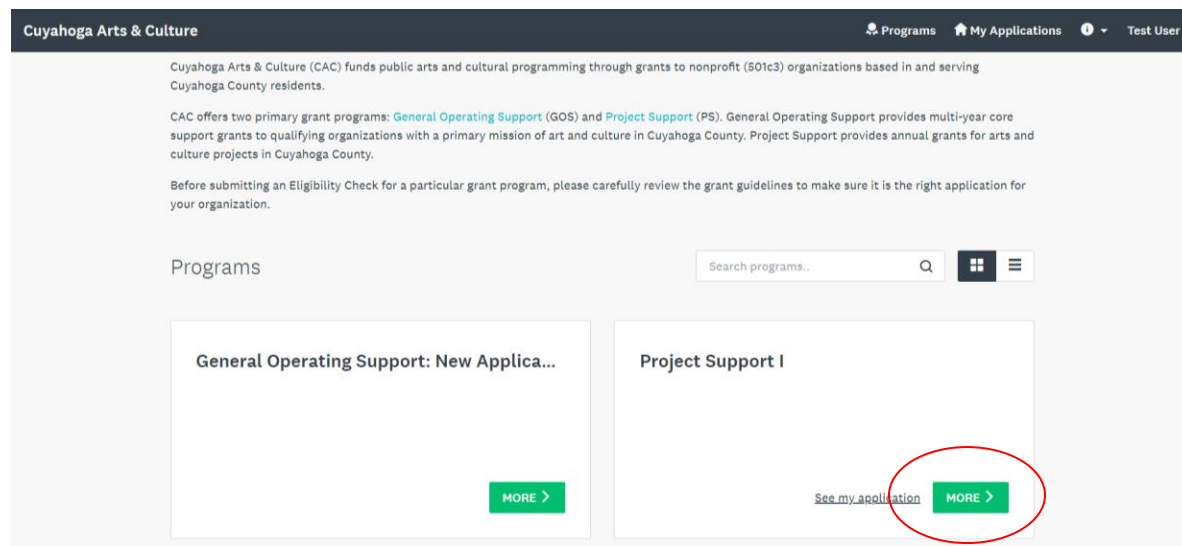 Cuyahoga Arts & Culture
Programs
My Applications
Test User
Cuyahoga Arts & Culture (CAC) funds public arts and cultural programming through grants to nonprofit (501c3) organizations based in and serving
Cuyahoga County residents.
CAC offers two primary grant programs: General Operating Support (GOS) and Project Support (PS). General Operating Support provides multi-year core
support grants to qualifying organizations with a primary mission of art and culture in Cuyahoga County. Project Support provides annual grants for arts and
culture projects in Cuyahoga County.
Before submitting an Eligibility Check for a particular grant program, please carefully review the grant guidelines to make sure it is the right application for
your organization.
Programs
Search programs..
General Operating Support: New Applica...
Project Support I
MORE >
See my application
MORE >